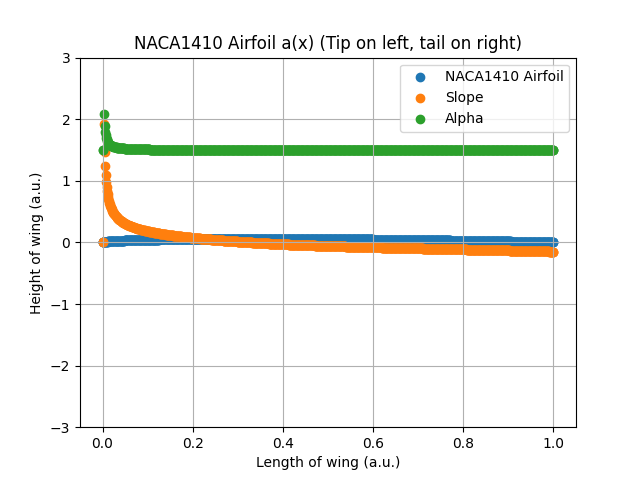 NACA1410 Airfoil a(x) (Tip on left, tail on right)
NACA1410 Airfoil
Slope
Alpha
Height of wing (a.u.)
3
2
1
0
−1
−2
−3
0.0 0.2 0.4 0.6 0.8 1.0
Length of wing (a.u.)